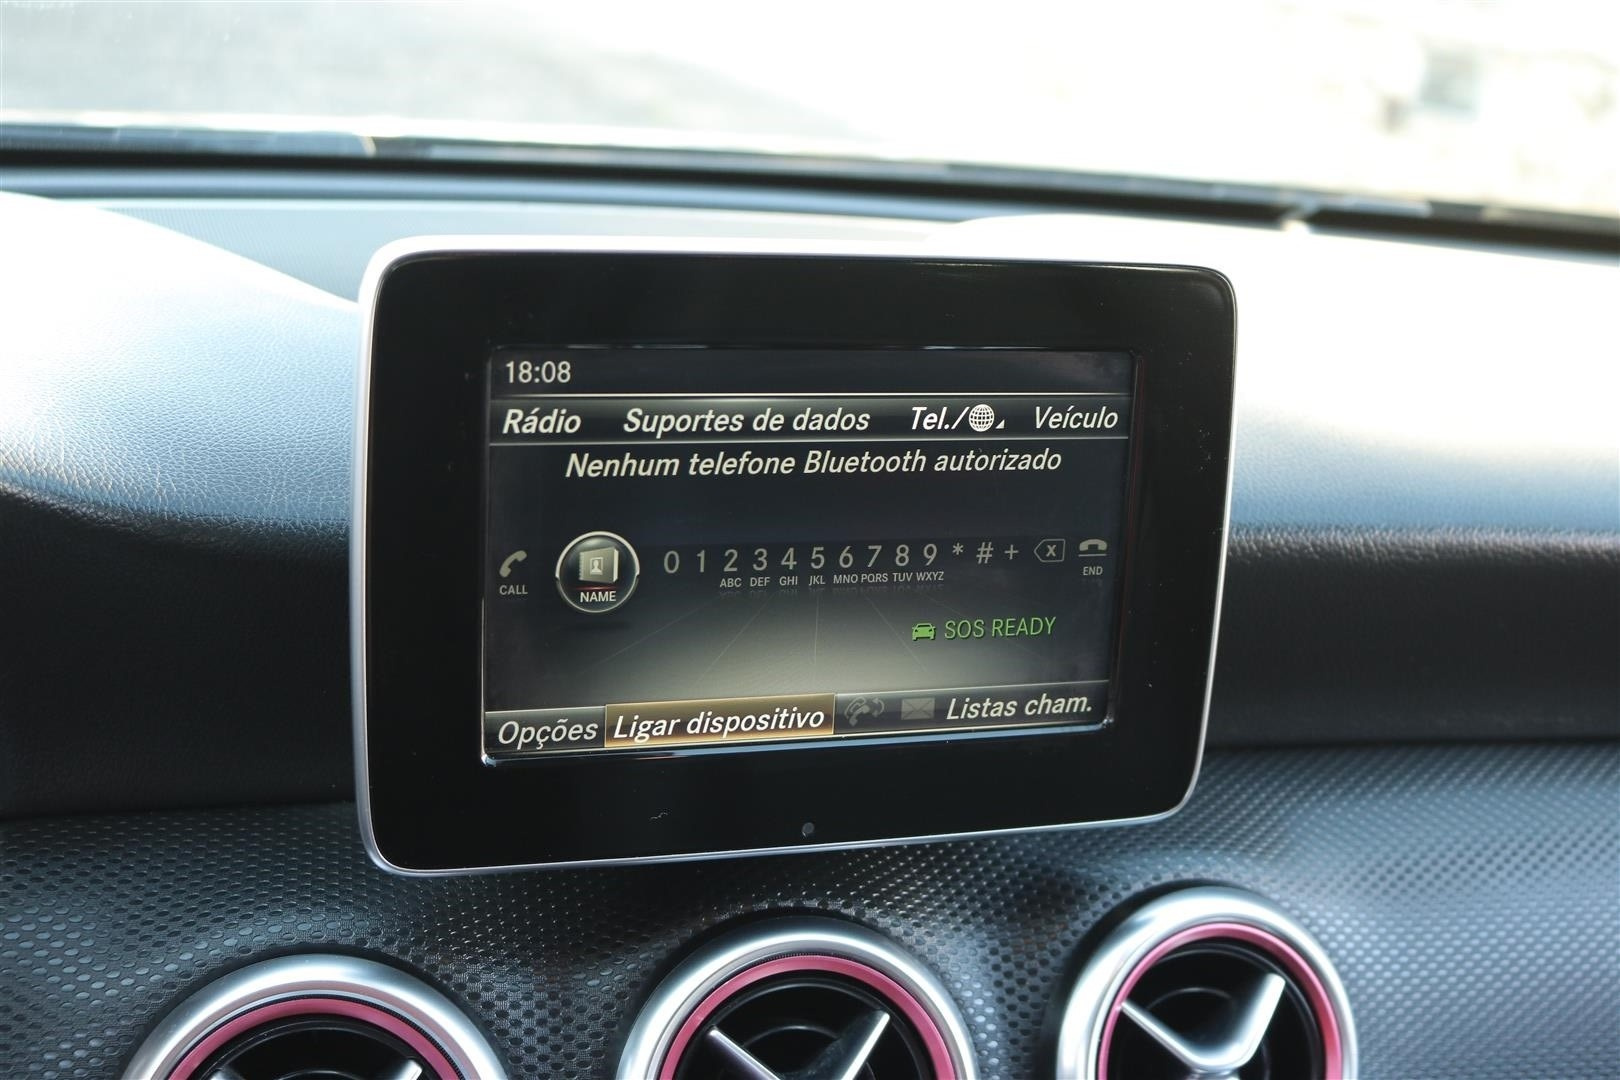 18:08
Rádio Suportes de dados Tel./ Veículo
Nenhum telefone Bluetooth autorizado
CALL NAME 0 1 2 3 4 5 6 7 8 9 * # + X END
ABC DEF GHI JKL MNO PQRS TUV WXYZ
SOS READY
Opções Ligar dispositivo Listas cham.